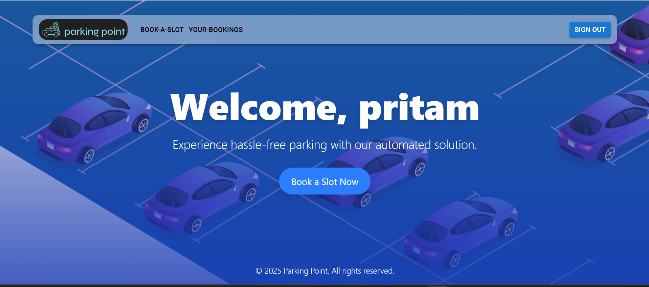 parking point BOOK-A-SLOT YOUR-BOOKINGS SIGN OUT
Welcome, pritam
Experience hassle-free parking with our automated solution.
Book a Slot Now
© 2025 Parking Point. All rights reserved.